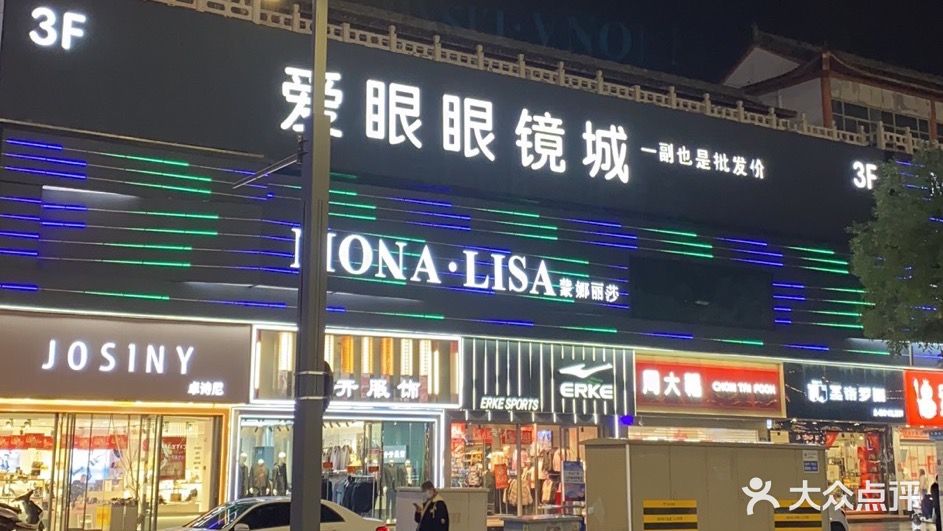 3F
爱眼眼镜城 一副也是批发价
3F
MONA·LISA 蒙娜丽莎
JOSINY
卓诗尼
开服饰
ERKE
ERKE SPORTS
周大福
CHOW TAI FOOK
大众点评